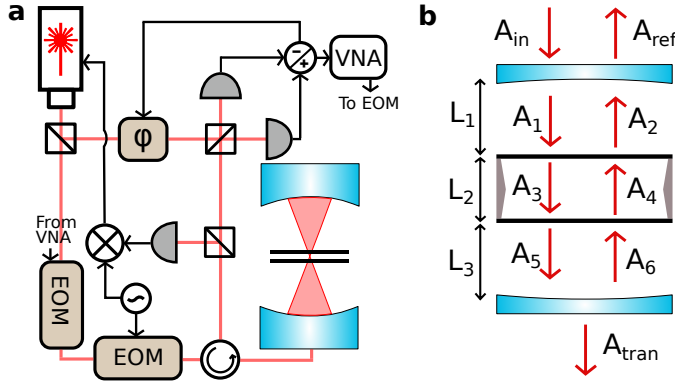 a
φ
-
+
VNA
To EOM
From
VNA
EOM
EOM
b
A_in
A_ref
L_1
A_1
A_2
L_2
A_3
A_4
L_3
A_5
A_6
A_tran